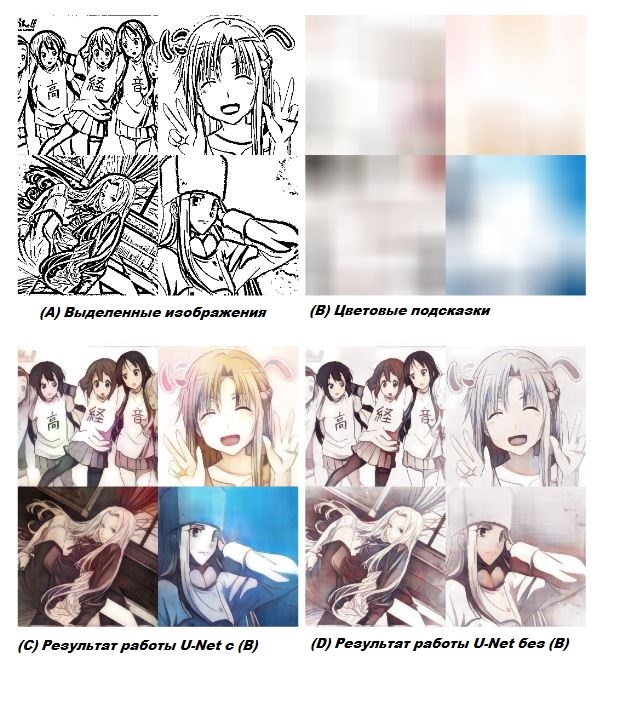 高 経 音
(A) Выделенные изображения
(B) Цветовые подсказки
高 経 音
高 経 音
(C) Результат работы U-Net с (B)
(D) Результат работы U-Net без (B)